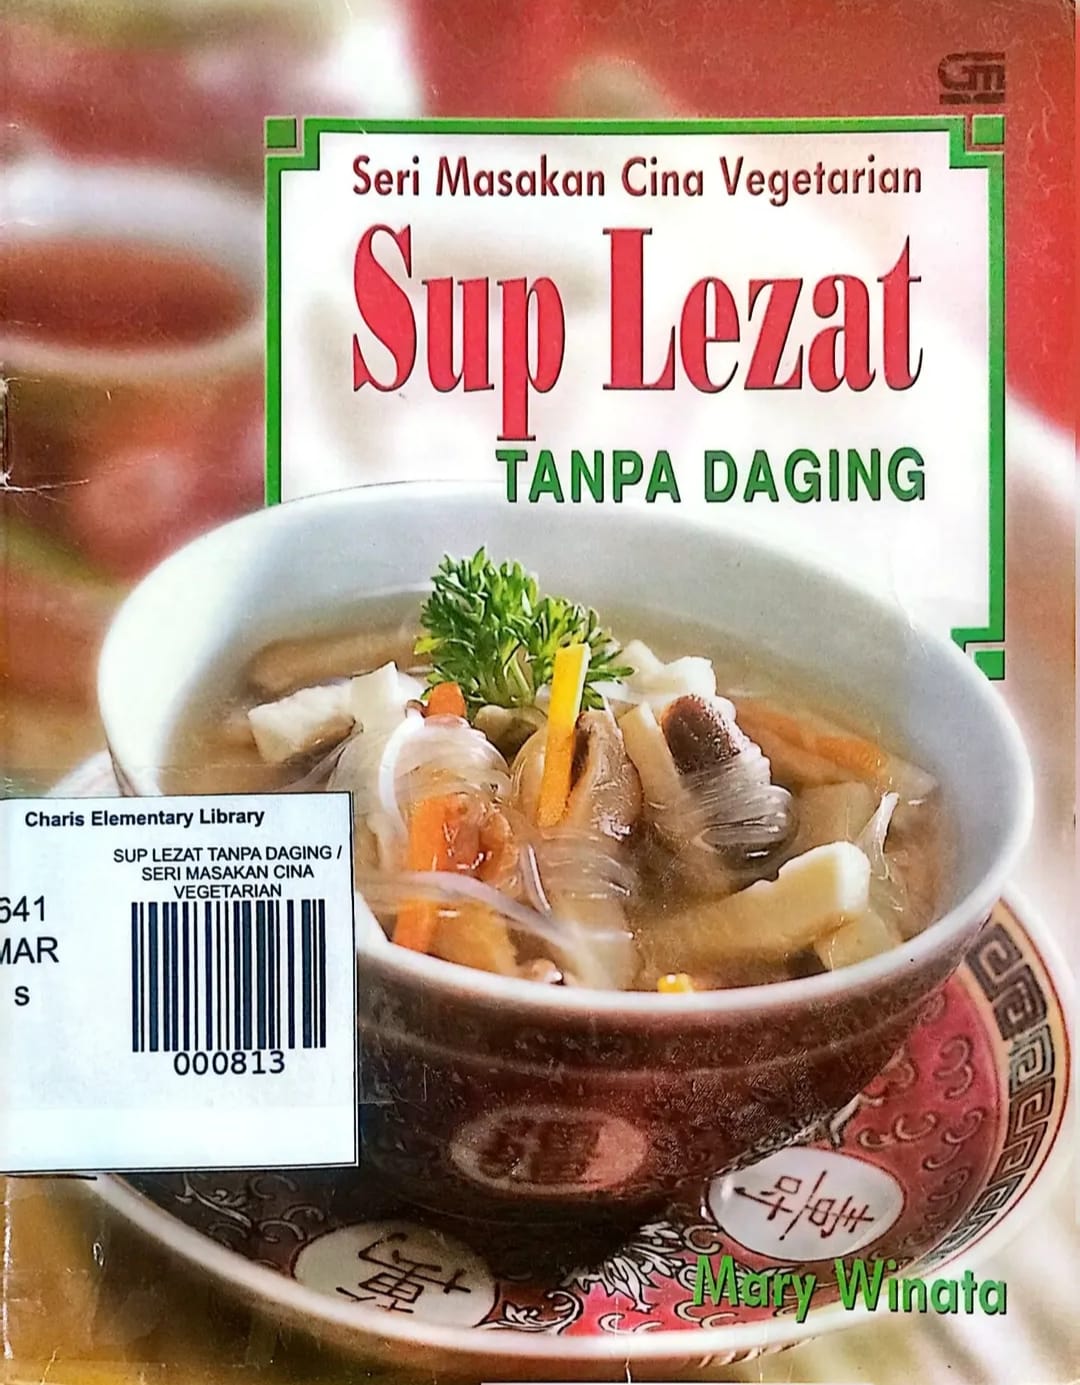 Seri Masakan Cina Vegetarian
Sup Lezat
TANPA DAGING
Charis Elementary Library
SUP LEZAT TANPA DAGING /
SERI MASAKAN CINA
VEGETARIAN
641
MAR
S
000813
Mary Winata